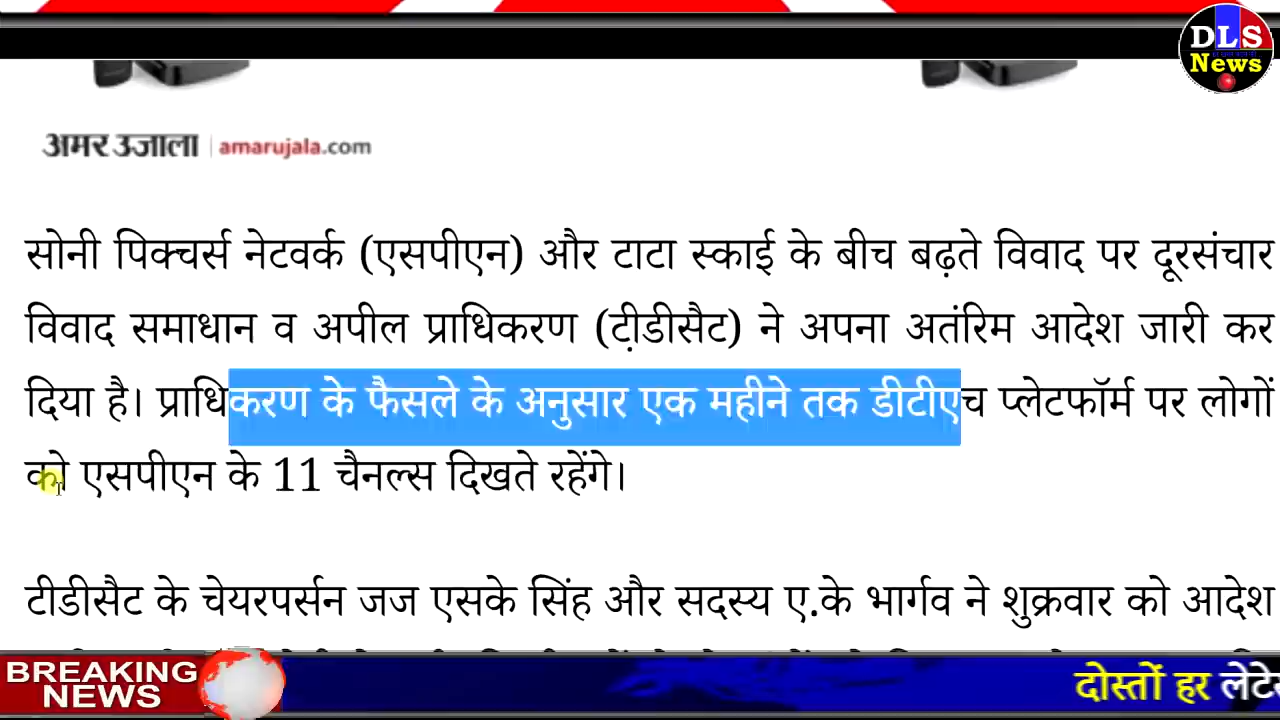 DLS
News
अमर उजाला | amarujala.com
सोनी पिक्चर्स नेटवर्क (एसपीएन) और टाटा स्काई के बीच बढ़ते विवाद पर दूरसंचार
विवाद समाधान व अपील प्राधिकरण (टी़डीसैट) ने अपना अतंरिम आदेश जारी कर
दिया है। प्राधिकरण के फैसले के अनुसार एक महीने तक डीटीएच प्लेटफॉर्म पर लोगों
को एसपीएन के 11 चैनल्स दिखते रहेंगे।
टीडीसैट के चेयरपर्सन जज एसके सिंह और सदस्य ए.के भार्गव ने शुक्रवार को आदेश
BREAKING
NEWS
दोस्तों हर